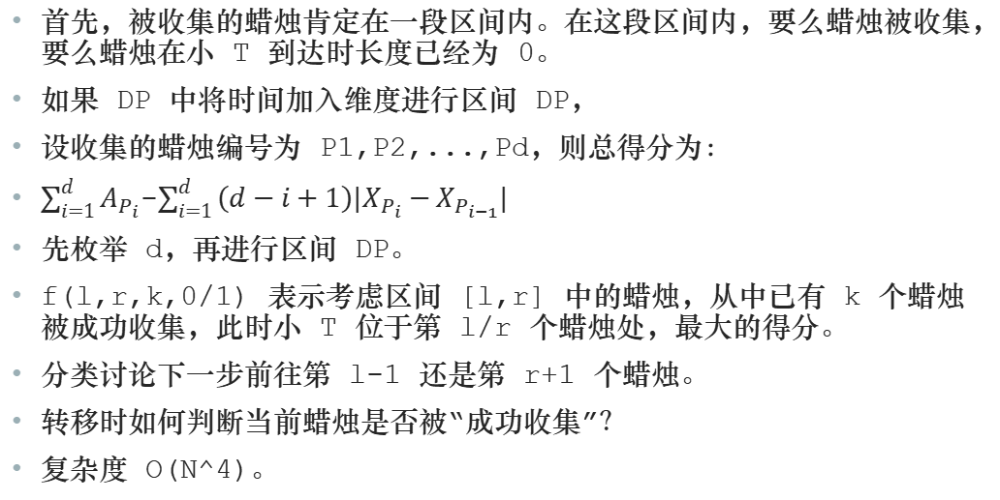 • 首先，被收集的蜡烛肯定在一段区间内。在这段区间内，要么蜡烛被收集，
要么蜡烛在小 T 到达时长度已经为 0。
• 如果 DP 中将时间加入维度进行区间 DP，
• 设收集的蜡烛编号为 P1,P2,...,Pd，则总得分为：
• ∑_{i=1}^{d} A_{P_i}-∑_{i=1}^{d} (d − i + 1)|X_{P_i} − X_{P_{i-1}}|
• 先枚举 d，再进行区间 DP。
• f(l,r,k,0/1) 表示考虑区间 [l,r] 中的蜡烛，从中已有 k 个蜡烛
被成功收集，此时小 T 位于第 l/r 个蜡烛处，最大的得分。
• 分类讨论下一步前往第 l-1 还是第 r+1 个蜡烛。
• 转移时如何判断当前蜡烛是否被“成功收集”？
• 复杂度 O(N^4)。